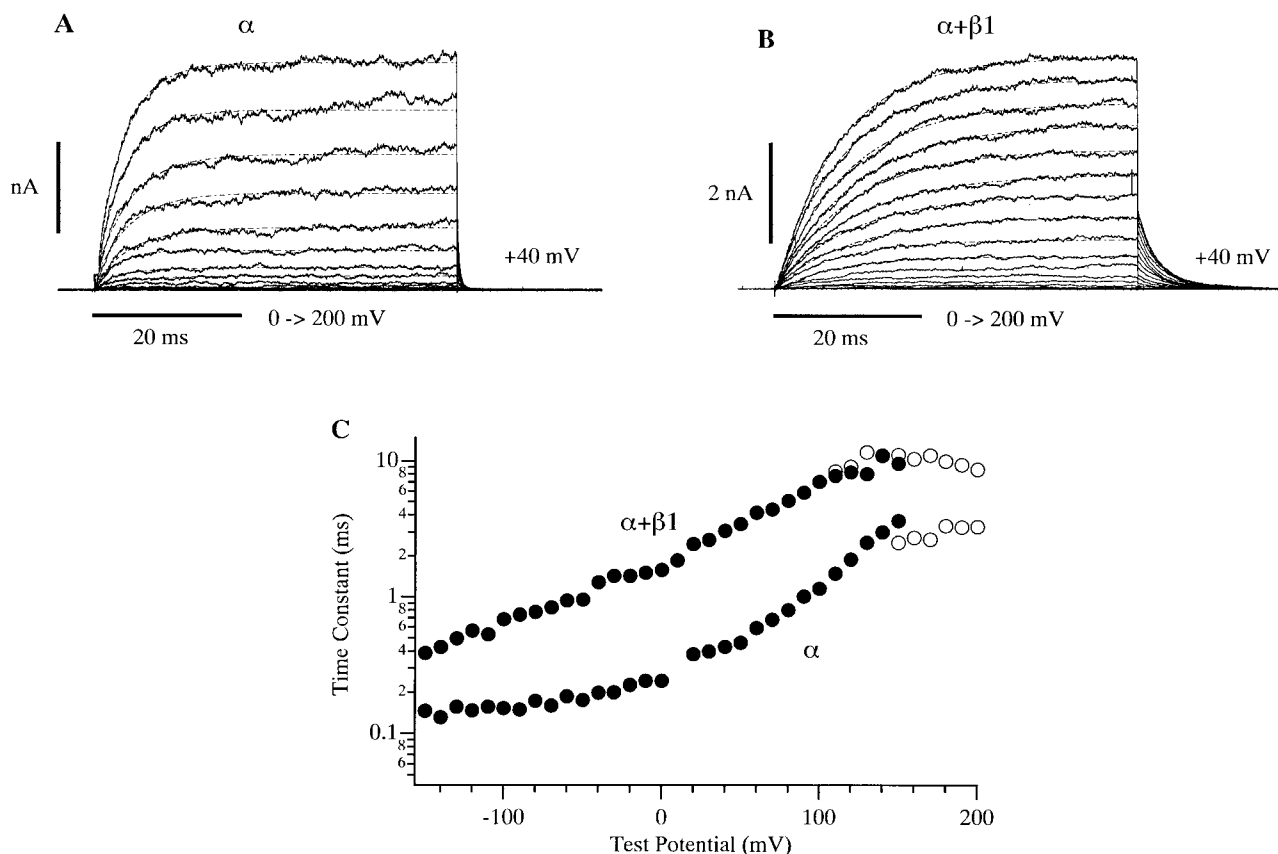 A
α
nA
+40 mV
0 -> 200 mV
20 ms
B
α+β1
2 nA
+40 mV
0 -> 200 mV
20 ms
C
Time Constant (ms)
10
8
6
4
2
1
8
6
4
2
0.1
8
α+β1
α
-100
0
100
200
Test Potential (mV)